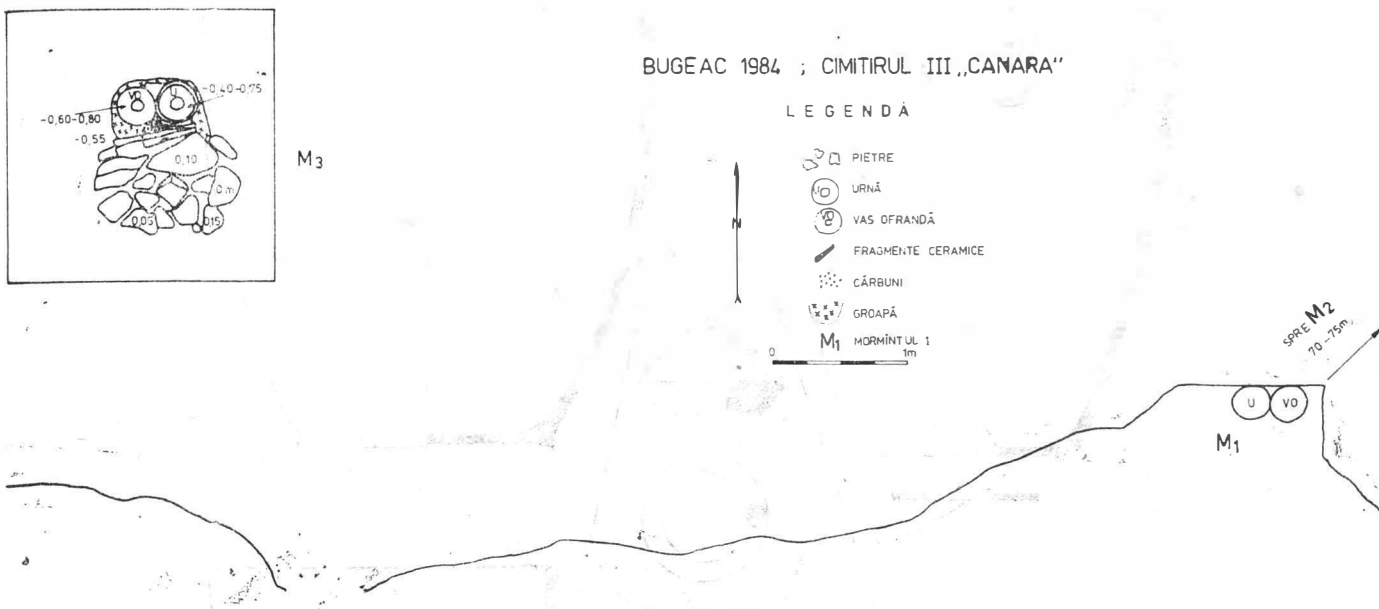 BUGEAC 1984 ; CIMITIRUL III „CANARA"
LEGENDĂ
PIETRE
U URNĂ
VO VAS OFRANDĂ
FRAGMENTE CERAMICE
CĂRBUNI
GROAPĂ
M1 MORMÎNTUL 1
0 1m
N
VO U
-0,40-0,75
-0,60-0,80
-0,55
0,10
0 m
0,05 0,15
M3
SPRE M2
70-75m
U VO
M1